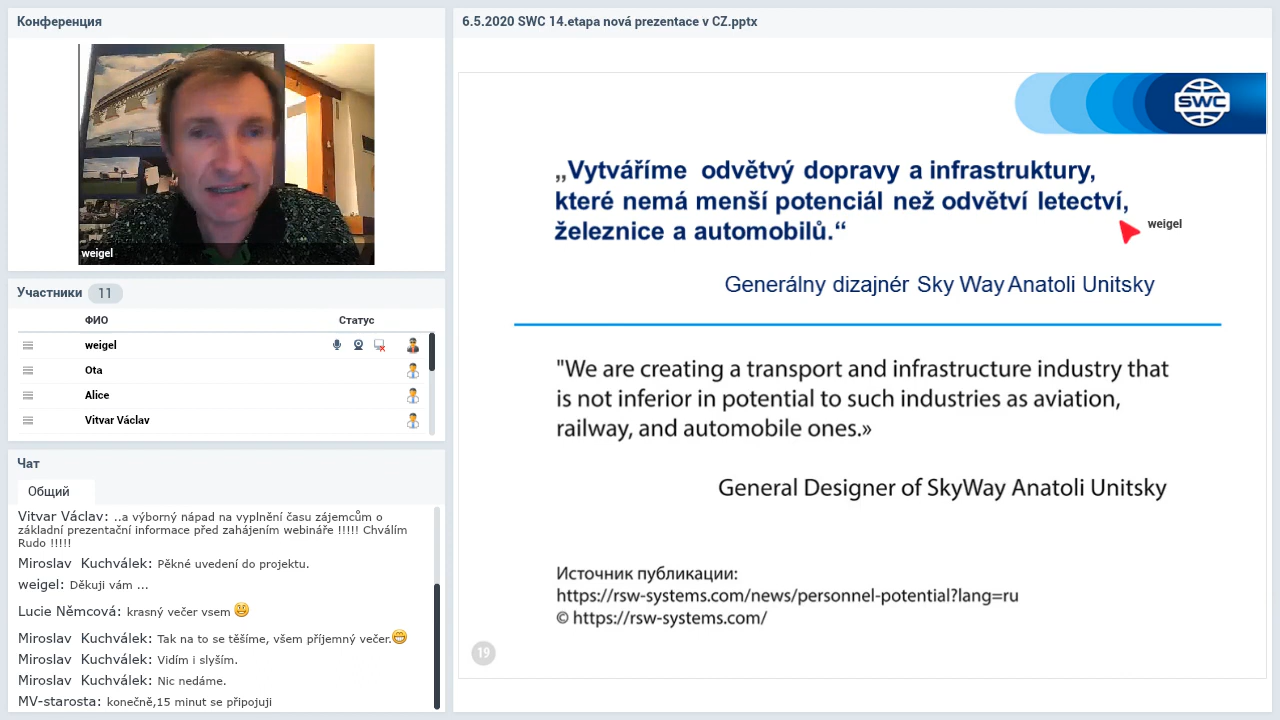 Конференция
weigel
Участники 11
ФИО Статус
weigel
Ota
Alice
Vitvar Václav
Чат
Общий
Vitvar Václav: ..a výborný nápad na vyplnění času zájemcům o
základní prezentační informace před zahájením webináře !!!!! Chválím
Rudo !!!!!
Miroslav Kuchválek: Pěkné uvedení do projektu.
weigel: Děkuji vám ...
Lucie Němcová: krasný večer vsem
Miroslav Kuchválek: Tak na to se těšíme, všem příjemný večer.
Miroslav Kuchválek: Vidím i slyším.
Miroslav Kuchválek: Nic nedáme.
MV-starosta: konečně,15 minut se připojuji
6.5.2020 SWC 14.etapa nová prezentace v CZ.pptx
SWC
„Vytváříme odvětvý dopravy a infrastruktury,
které nemá menší potenciál než odvětví letectví,
železnice a automobilů.“
weigel
Generálny dizajnér Sky Way Anatoli Unitsky
"We are creating a transport and infrastructure industry that
is not inferior in potential to such industries as aviation,
railway, and automobile ones.»
General Designer of SkyWay Anatoli Unitsky
Источник публикации:
https://rsw-systems.com/news/personnel-potential?lang=ru
© https://rsw-systems.com/
19